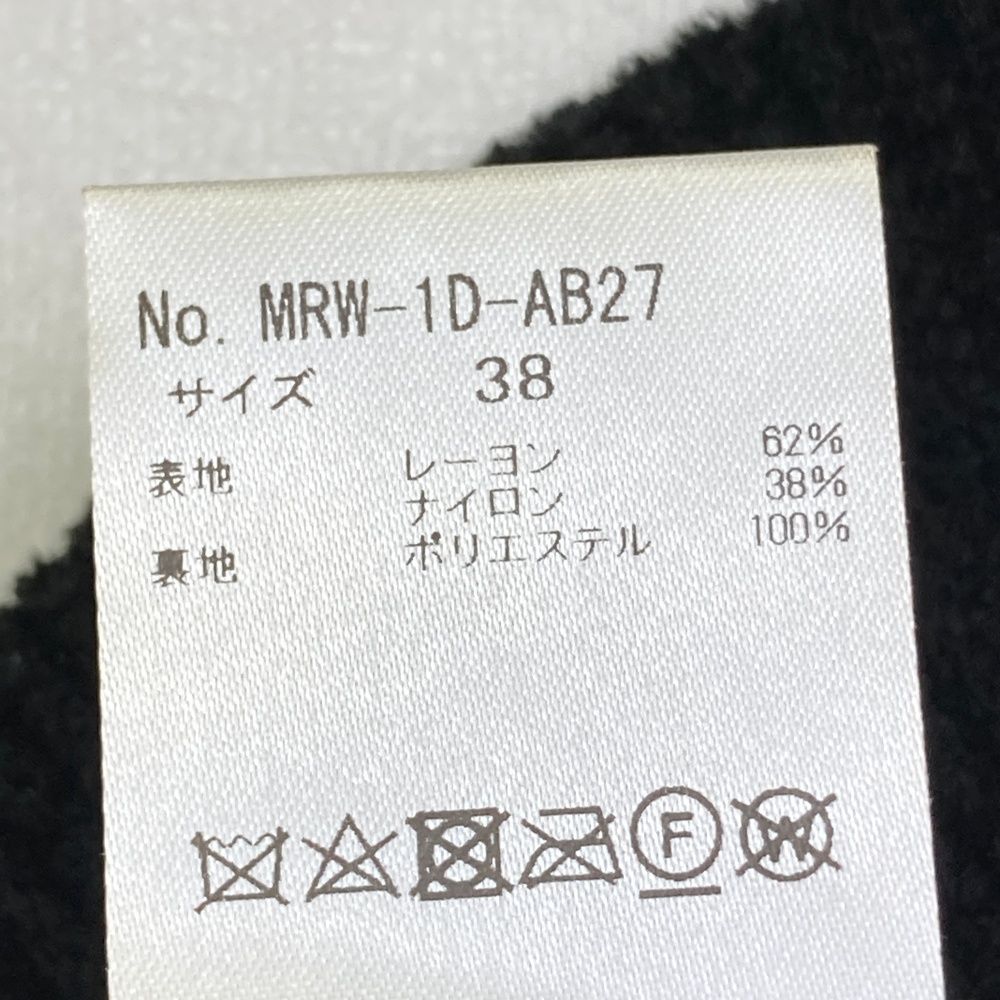 No. MRW-1D-AB27
サイズ 38
表地 レーヨン 62%
ナイロン 38%
裏地 ポリエステル 100%
F W